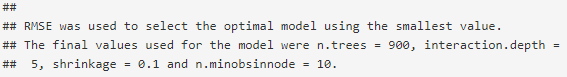 ##
## RMSE was used to select the optimal model using the smallest value.
## The final values used for the model were n.trees = 900, interaction.depth =
##  5, shrinkage = 0.1 and n.minobsinnode = 10.